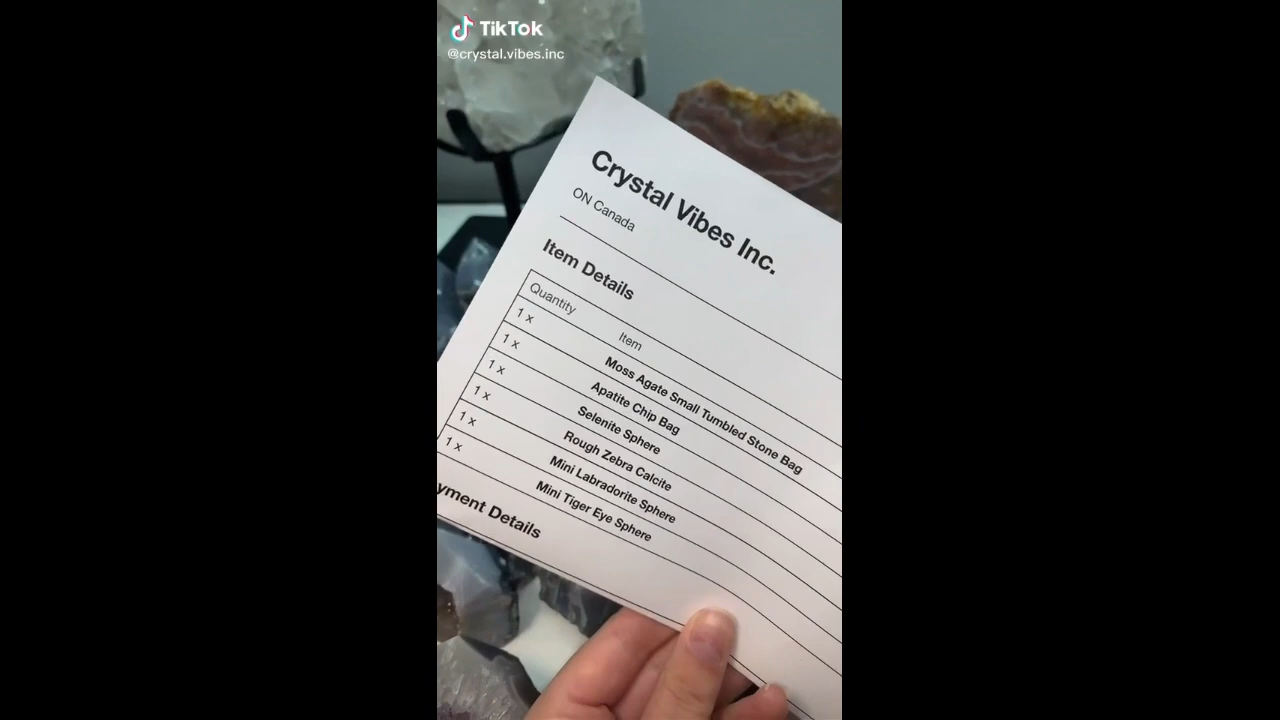 TikTok
@crystal.vibes.inc
Crystal Vibes Inc.
ON Canada
Item Details
Quantity Item
1 x Moss Agate Small Tumbled Stone Bag
1 x Apatite Chip Bag
1 x Selenite Sphere
1 x Rough Zebra Calcite
1 x Mini Labradorite Sphere
1 x Mini Tiger Eye Sphere
yment Details